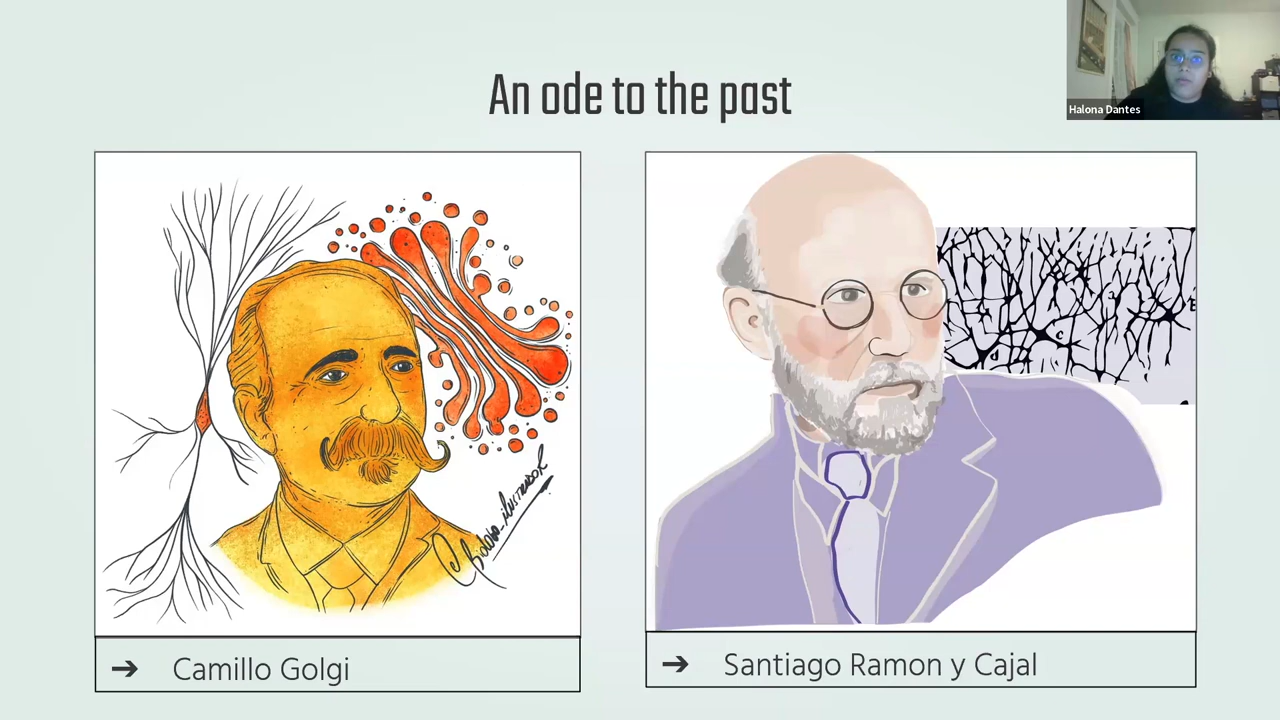 An ode to the past
Halona Dantes
➔ Camillo Golgi
➔ Santiago Ramon y Cajal
c
d
E